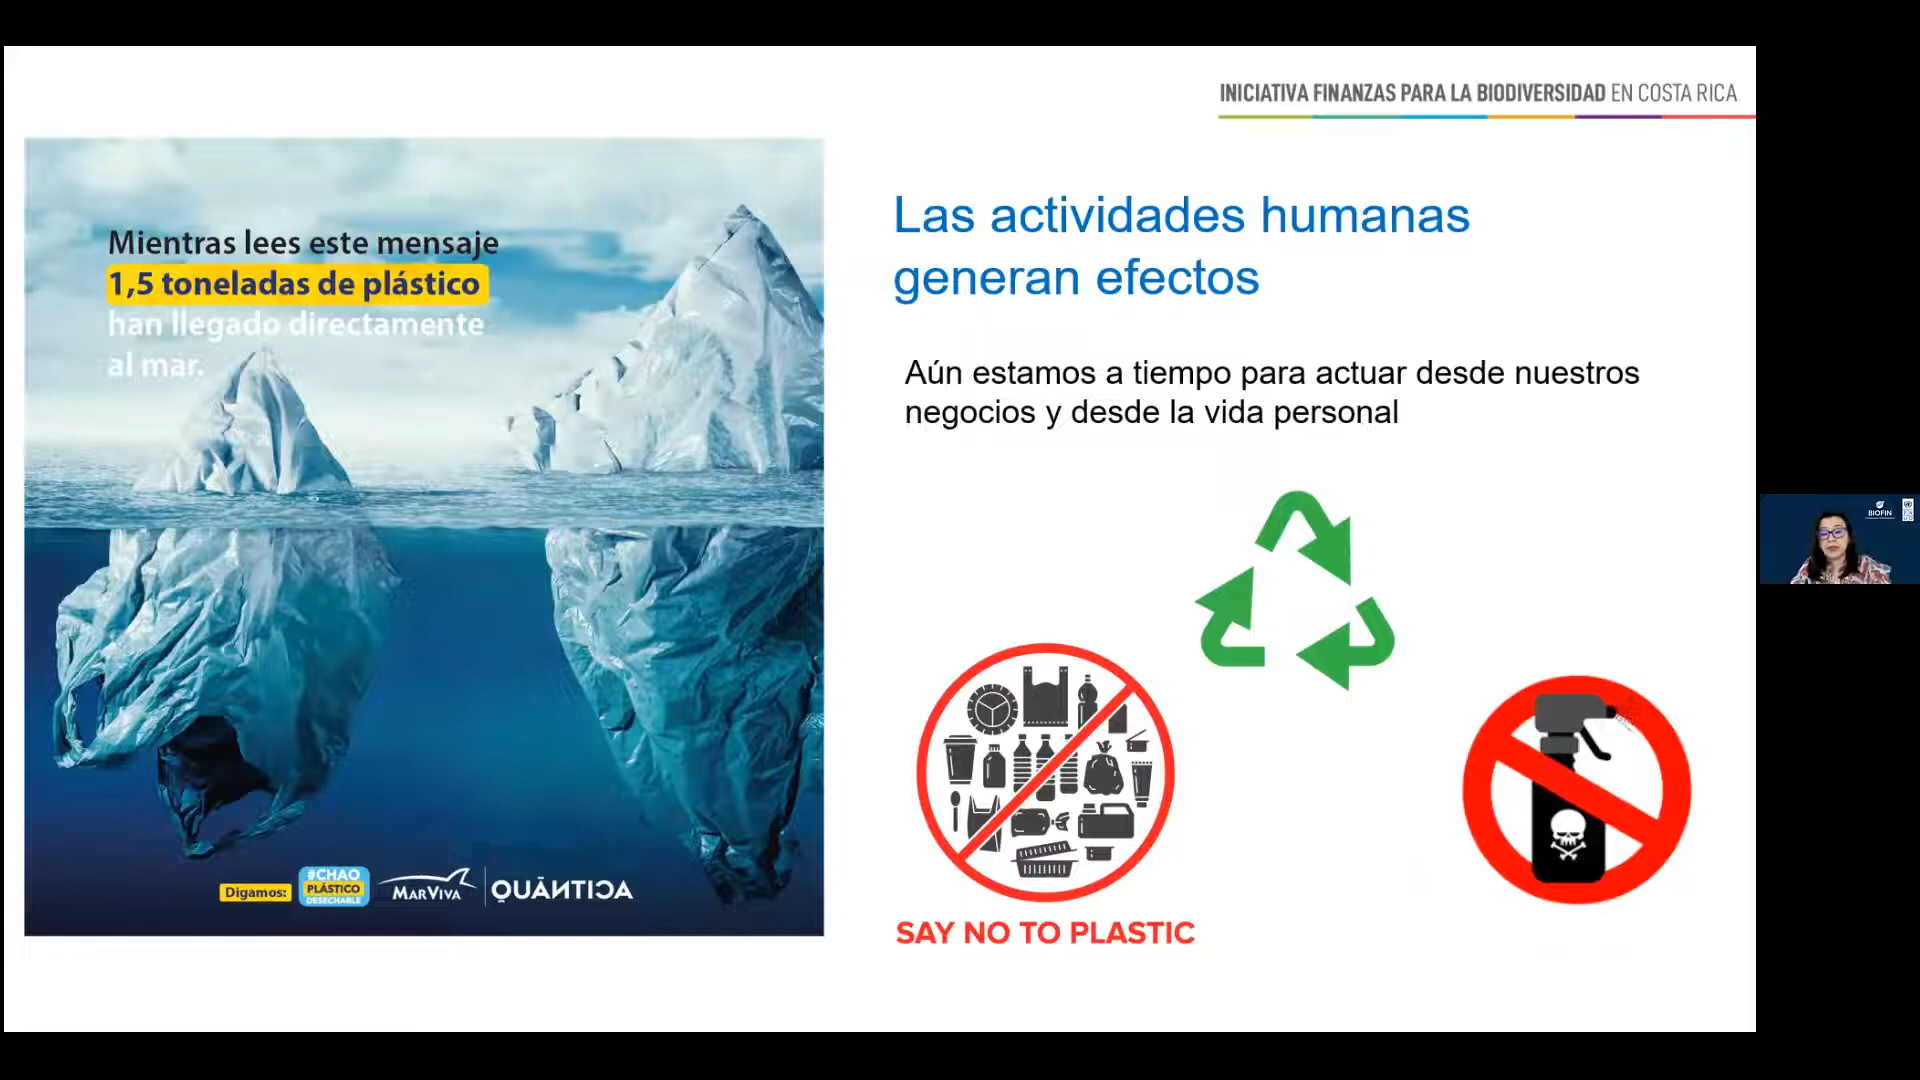 INICIATIVA FINANZAS PARA LA BIODIVERSIDAD EN COSTA RICA
Mientras lees este mensaje
1,5 toneladas de plástico
han llegado directamente
al mar.
Digamos:
#CHAO
PLÁSTICO
DESECHABLE
MARVIVA
QUÂNTICA
Las actividades humanas
generan efectos
Aún estamos a tiempo para actuar desde nuestros
negocios y desde la vida personal
SAY NO TO PLASTIC
BIOFIN